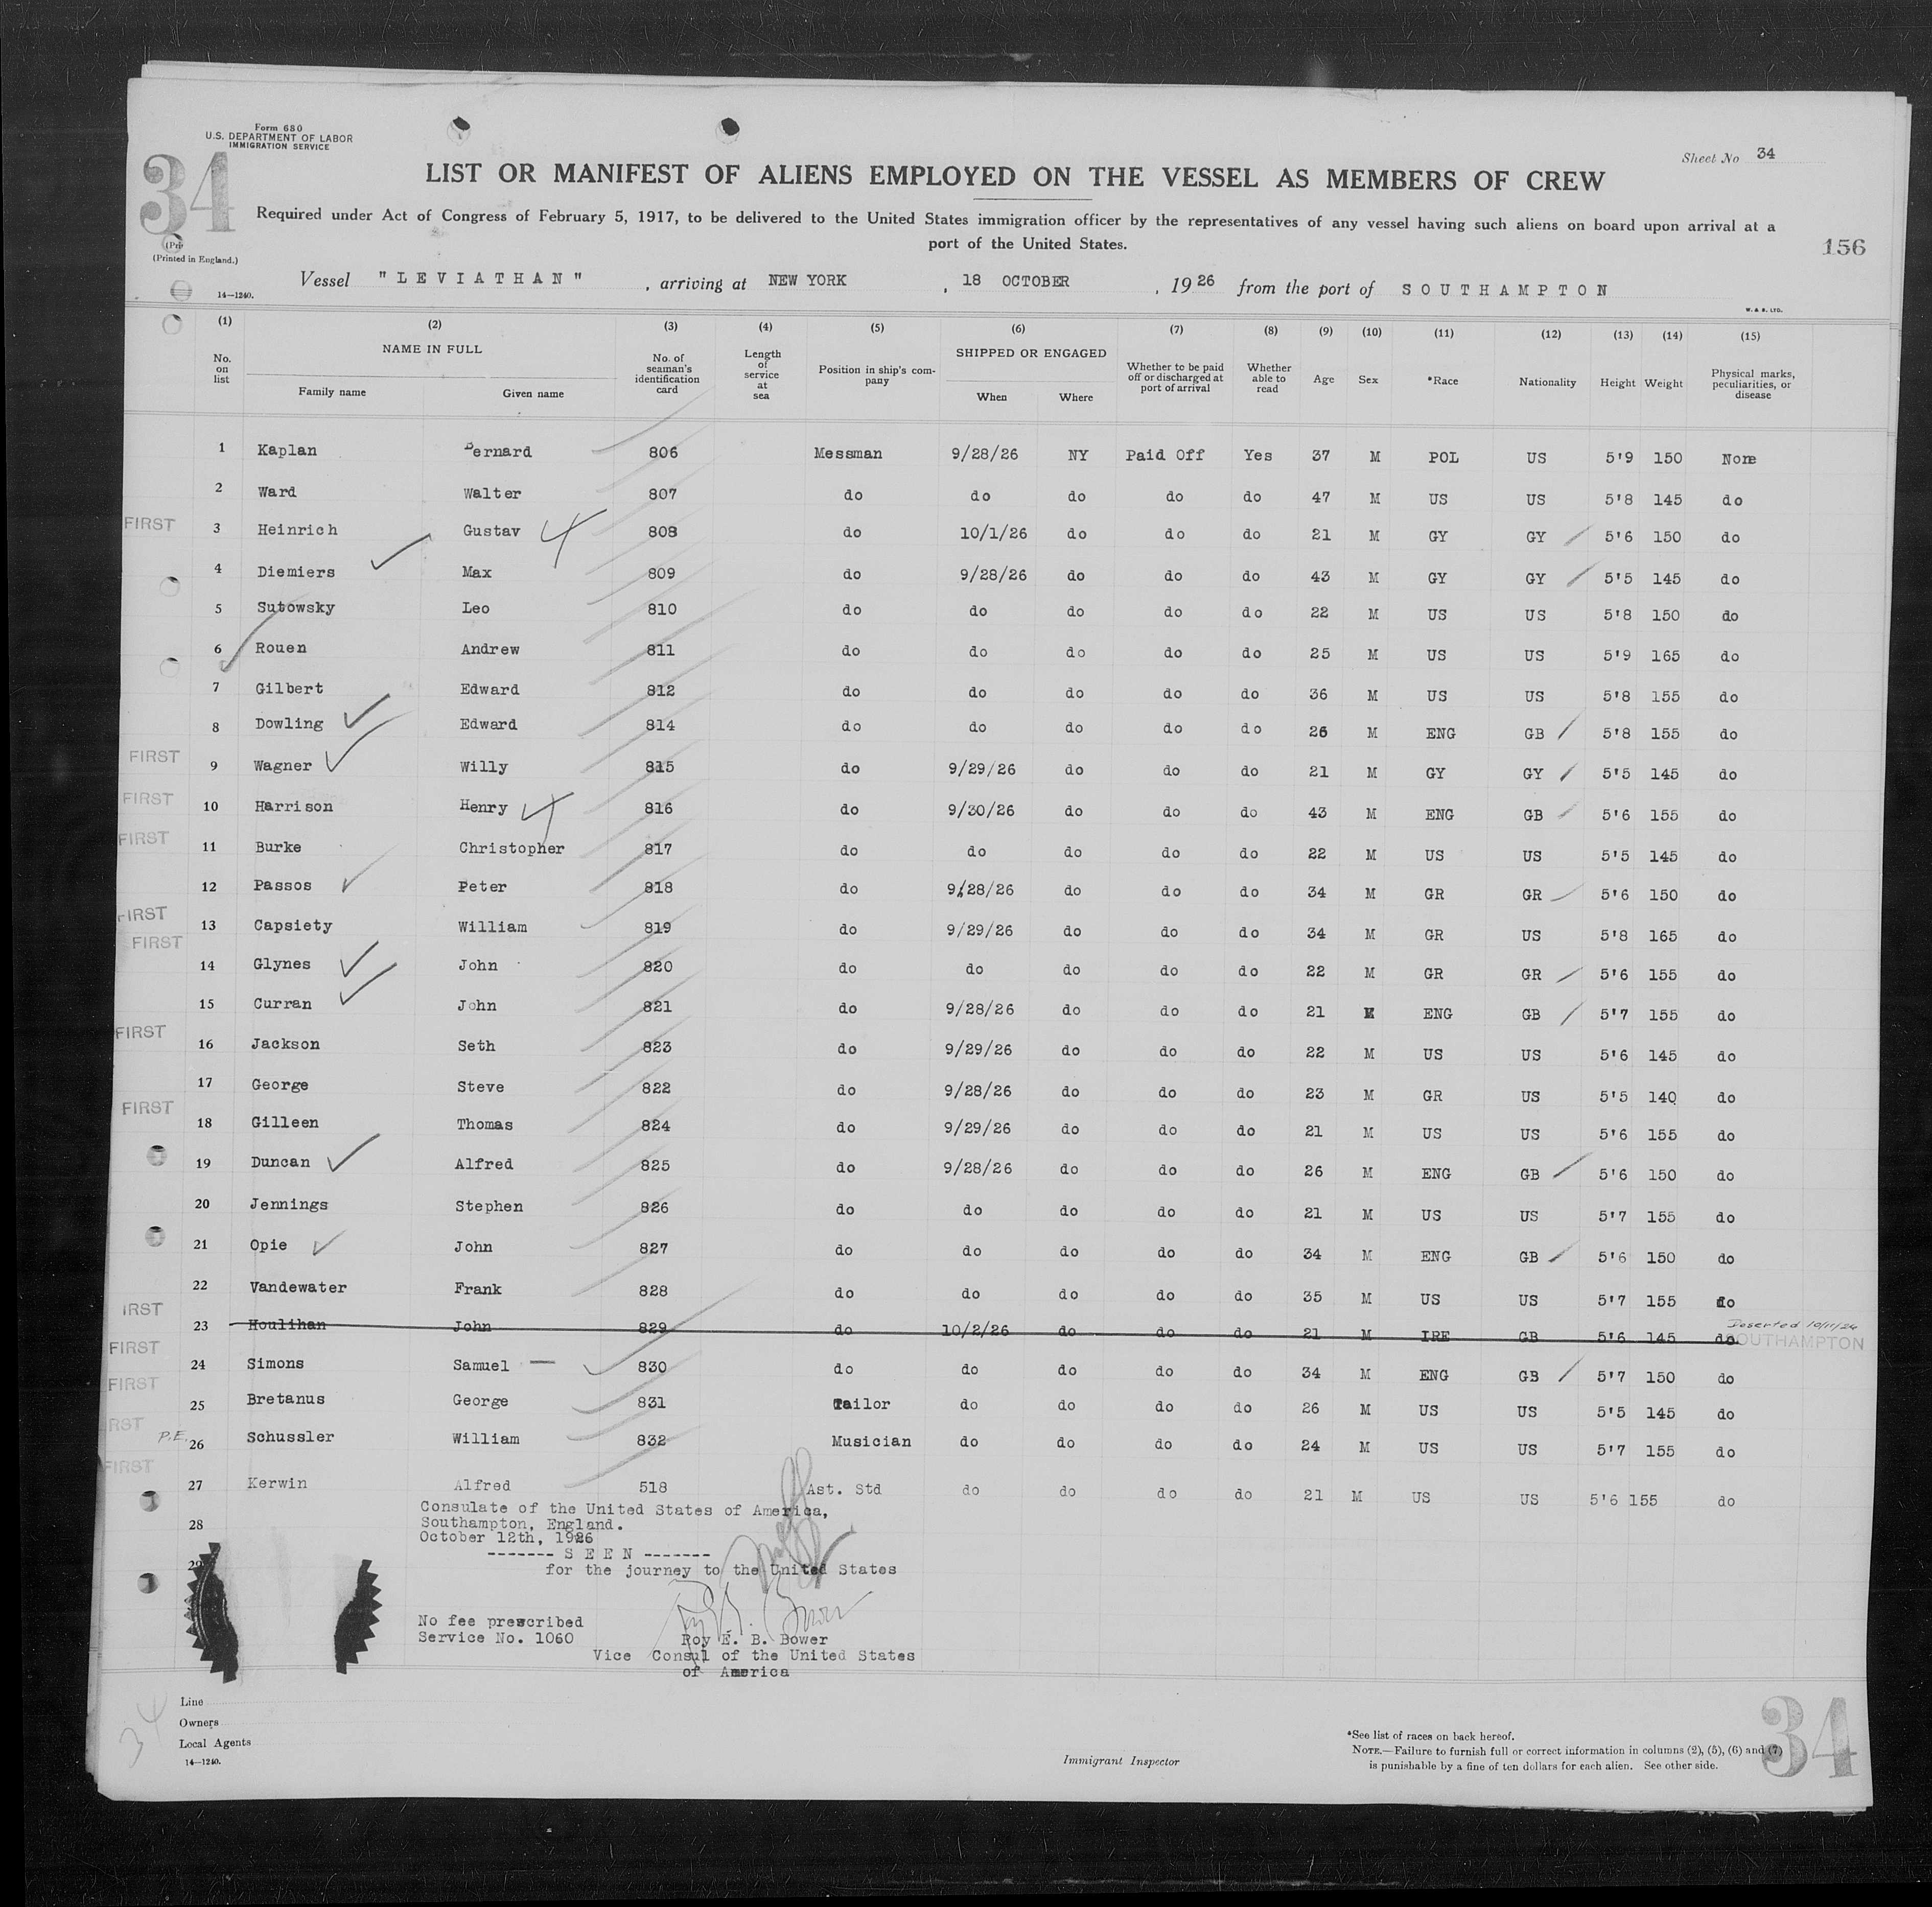 Form 680
U.S. DEPARTMENT OF LABOR
IMMIGRATION SERVICE
34
Sheet No 34
LIST OR MANIFEST OF ALIENS EMPLOYED ON THE VESSEL AS MEMBERS OF CREW
Required under Act of Congress of February 5, 1917, to be delivered to the United States immigration officer by the representatives of any vessel having such aliens on board upon arrival at a
port of the United States.
156
(Pri
(Printed in England.)
Vessel "LEVIATHAN" , arriving at NEW YORK , 18 OCTOBER , 19 26 from the port of SOUTHAMPTON
14—1240.
W. & S. LTD.
(1) (2) (3) (4) (5) (6) (7) (8) (9) (10) (11) (12) (13) (14) (15)
No. on list NAME IN FULL Family name Given name No. of seaman's identification card Length of service at sea Position in ship's company SHIPPED OR ENGAGED When Where Whether to be paid off or discharged at port of arrival Whether able to read Age Sex *Race Nationality Height Weight Physical marks, peculiarities, or disease
1 Kaplan Bernard 806 Messman 9/28/26 NY Paid Off Yes 37 M POL US 5'9 150 None
2 Ward Walter 807 do do do do do 47 M US US 5'8 145 do
FIRST 3 Heinrich Gustav 808 do 10/1/26 do do do 21 M GY GY 5'6 150 do
4 Diemiers Max 809 do 9/28/26 do do do 43 M GY GY 5'5 145 do
5 Sutowsky Leo 810 do do do do do 22 M US US 5'8 150 do
6 Rouen Andrew 811 do do do do do 25 M US US 5'9 165 do
7 Gilbert Edward 812 do do do do do 36 M US US 5'8 155 do
8 Dowling Edward 814 do do do do do 26 M ENG GB 5'8 155 do
FIRST 9 Wagner Willy 815 do 9/29/26 do do do 21 M GY GY 5'5 145 do
FIRST 10 Harrison Henry 816 do 9/30/26 do do do 43 M ENG GB 5'6 155 do
FIRST 11 Burke Christopher 817 do do do do do 22 M US US 5'5 145 do
12 Passos Peter 818 do 9/28/26 do do do 34 M GR GR 5'6 150 do
FIRST 13 Capsiety William 819 do 9/29/26 do do do 34 M GR US 5'8 165 do
FIRST 14 Glynes John 820 do do do do do 22 M GR GR 5'6 155 do
15 Curran John 821 do 9/28/26 do do do 21 M ENG GB 5'7 155 do
FIRST 16 Jackson Seth 823 do 9/29/26 do do do 22 M US US 5'6 145 do
17 George Steve 822 do 9/28/26 do do do 23 M GR US 5'5 140 do
FIRST 18 Gilleen Thomas 824 do 9/29/26 do do do 21 M US US 5'6 155 do
19 Duncan Alfred 825 do 9/28/26 do do do 26 M ENG GB 5'6 150 do
20 Jennings Stephen 826 do do do do do 21 M US US 5'7 155 do
21 Opie John 827 do do do do do 34 M ENG GB 5'6 150 do
22 Vandewater Frank 828 do do do do do 35 M US US 5'7 155 do
IRST 23 Houlihan John 829 do 10/2/26 do do do 21 M IRE GB 5'6 145 do Deserted 10/11/26 SOUTHAMPTON
FIRST 24 Simons Samuel — 830 do do do do do 34 M ENG GB 5'7 150 do
FIRST 25 Bretanus George 831 Tailor do do do do 26 M US US 5'5 145 do
RST P.E. 26 Schussler William 832 Musician do do do do 24 M US US 5'7 155 do
FIRST 27 Kerwin Alfred 518 Ast. Std do do do do 21 M US US 5'6 155 do
28
29
Consulate of the United States of America,
Southampton, England.
October 12th, 1926
------- S E E N -------
for the journey to the United States
No fee prescribed
Service No. 1060
Roy E. B. Bower
Vice Consul of the United States
of America
34
Line
Owners
Local Agents
14—1240.
Immigrant Inspector
*See list of races on back hereof.
NOTE.—Failure to furnish full or correct information in columns (2), (5), (6) and (7)
is punishable by a fine of ten dollars for each alien. See other side.
34